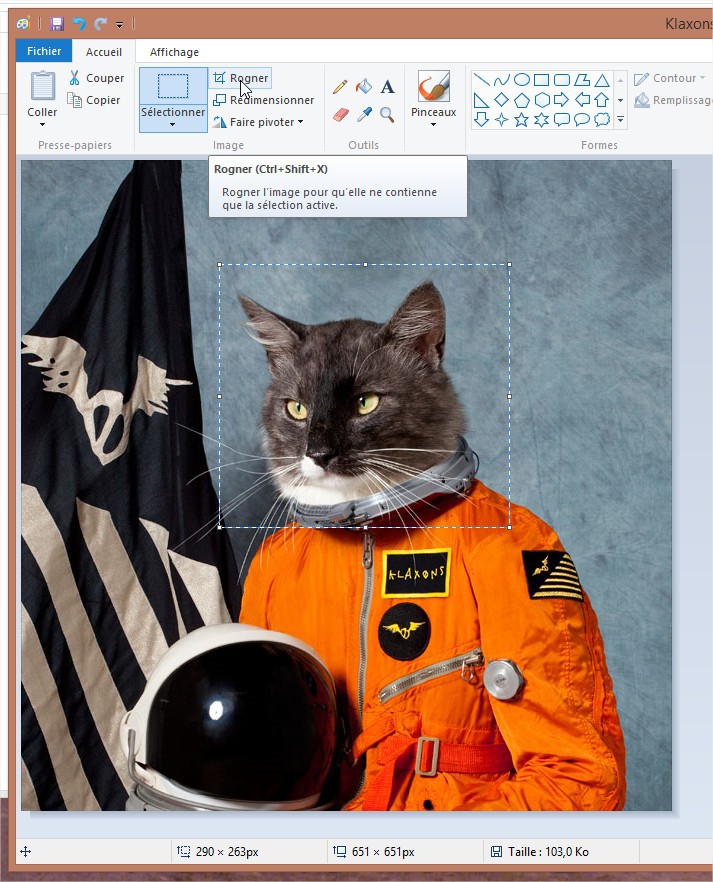 Klaxons
Fichier
Accueil
Affichage
Coller
Couper
Copier
Presse-papiers
Sélectionner
Rogner
Redimensionner
Faire pivoter
Image
Outils
A
Pinceaux
Formes
Contour
Remplissage
Rogner (Ctrl+Shift+X)
Rogner l'image pour qu'elle ne contienne
que la sélection active.
KLAXONS
290 × 263px
651 × 651px
Taille : 103,0 Ko